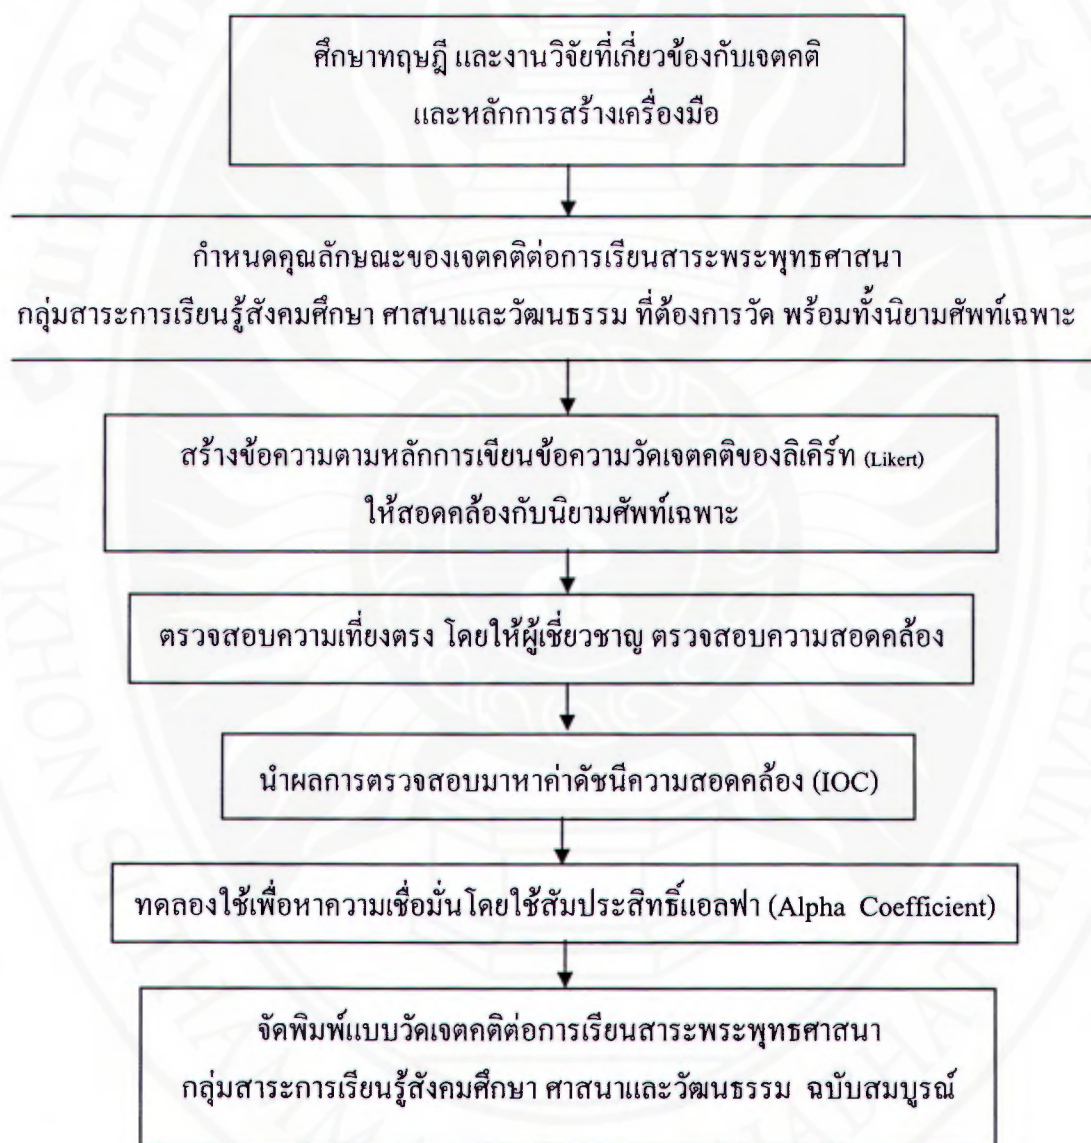 ศึกษาทฤษฎี และงานวิจัยที่เกี่ยวข้องกับเจตคติ
และหลักการสร้างเครื่องมือ
กำหนดคุณลักษณะของเจตคติต่อการเรียนสาระพระพุทธศาสนา
กลุ่มสาระการเรียนรู้สังคมศึกษา ศาสนาและวัฒนธรรม ที่ต้องการวัด พร้อมทั้งนิยามศัพท์เฉพาะ
สร้างข้อความตามหลักการเขียนข้อความวัดเจตคติของลิเคิร์ท (Likert)
ให้สอดคล้องกับนิยามศัพท์เฉพาะ
ตรวจสอบความเที่ยงตรง โดยให้ผู้เชี่ยวชาญ ตรวจสอบความสอดคล้อง
นำผลการตรวจสอบมาหาค่าดัชนีความสอดคล้อง (IOC)
ทดลองใช้เพื่อหาความเชื่อมั่นโดยใช้สัมประสิทธิ์แอลฟา (Alpha Coefficient)
จัดพิมพ์แบบวัดเจตคติต่อการเรียนสาระพระพุทธศาสนา
กลุ่มสาระการเรียนรู้สังคมศึกษา ศาสนาและวัฒนธรรม ฉบับสมบูรณ์
NAKHON